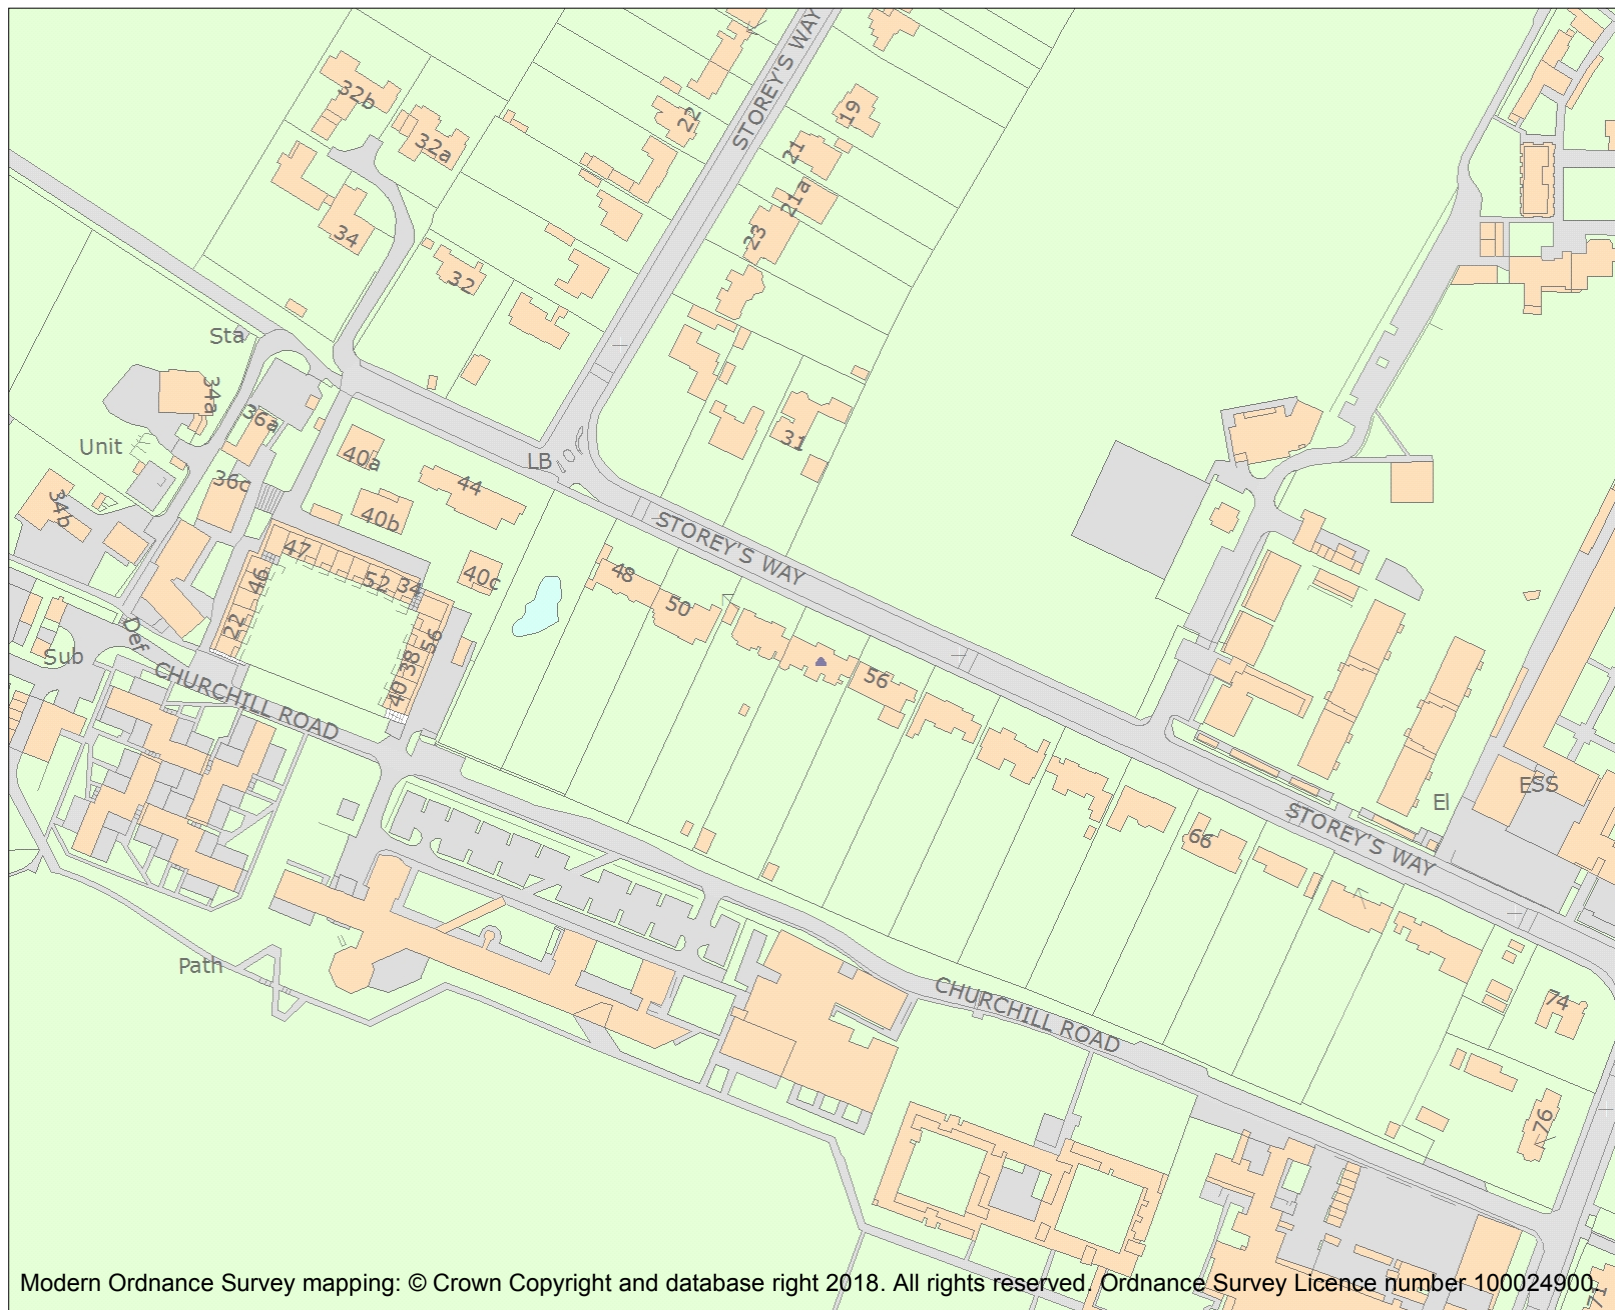 STOREY'S WAY
32b
22
19
32a
21
21a
34
23
32
Sta
34a
36a
31
Unit
40a
LB
36c
44
34b
40b
STOREY'S WAY
47
48
46
52
34
40c
50
22
Def
56
Sub
38
56
CHURCHILL ROAD
40
ESS
El
STOREY'S WAY
66
Path
CHURCHILL ROAD
74
76
71
Modern Ordnance Survey mapping: © Crown Copyright and database right 2018. All rights reserved. Ordnance Survey Licence number 100024900.